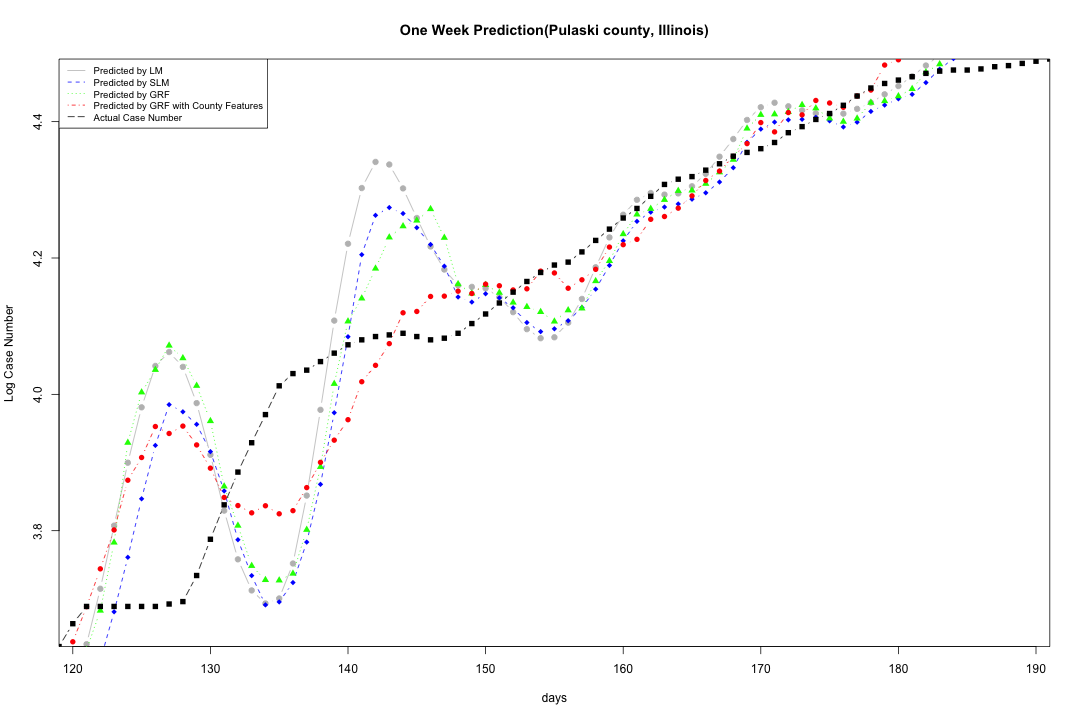 One Week Prediction(Pulaski county, Illinois)
Predicted by LM
Predicted by SLM
Predicted by GRF
Predicted by GRF with County Features
Actual Case Number
Log Case Number
4.4
4.2
4.0
3.8
120 130 140 150 160 170 180 190
days